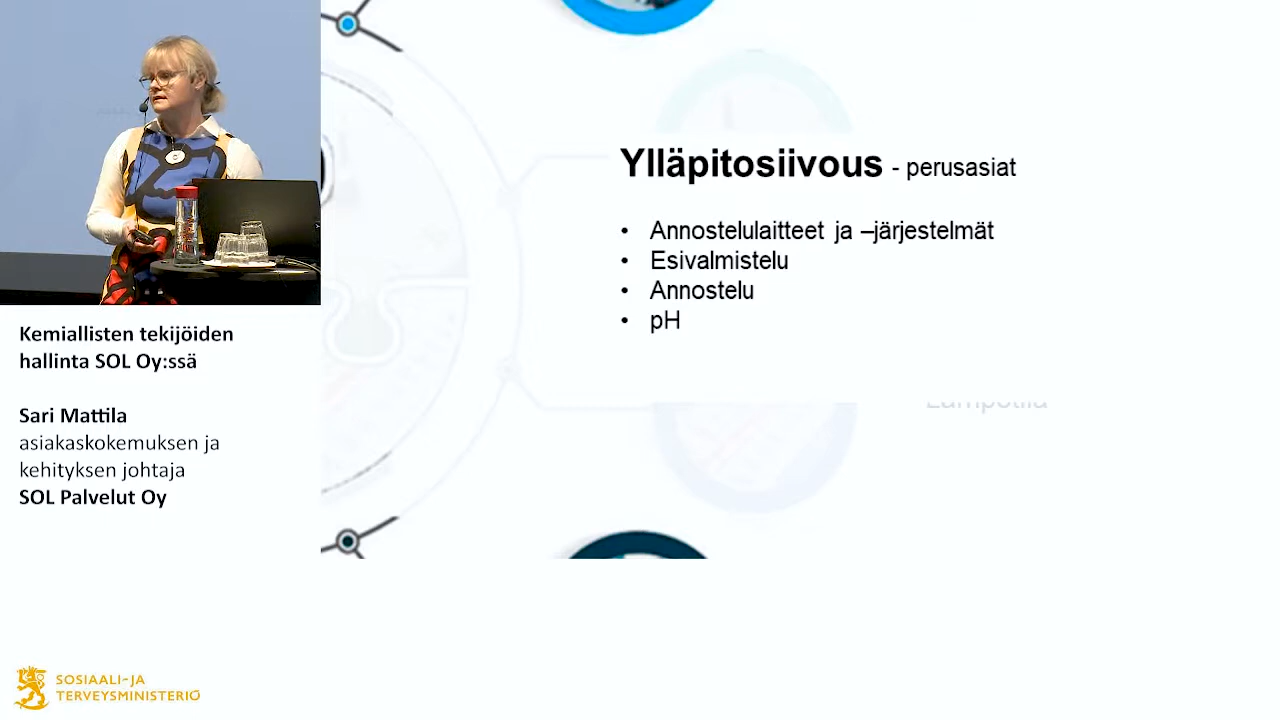 Ylläpitosiivous - perusasiat
• Annostelulaitteet ja –järjestelmät
• Esivalmistelu
• Annostelu
• pH
Lämpötila
Kemiallisten tekijöiden
hallinta SOL Oy:ssä
Sari Mattila
asiakaskokemuksen ja
kehityksen johtaja
SOL Palvelut Oy
SOSIAALI- JA
TERVEYSMINISTERIÖ